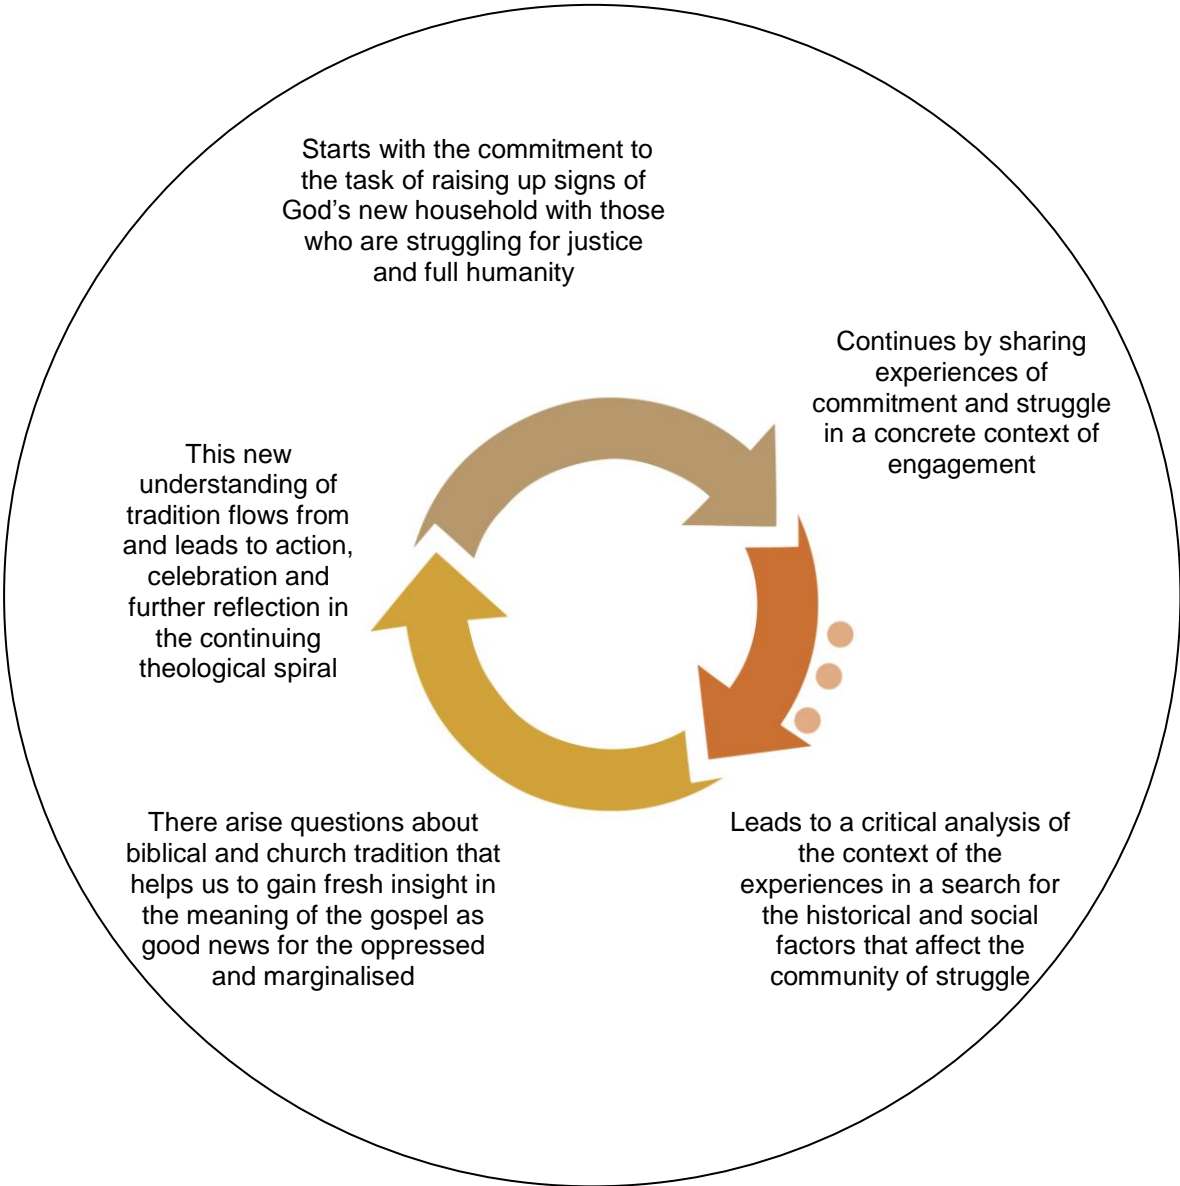 Starts with the commitment to
the task of raising up signs of
God’s new household with those
who are struggling for justice
and full humanity
Continues by sharing
experiences of
commitment and struggle
in a concrete context of
engagement
Leads to a critical analysis of
the context of the
experiences in a search for
the historical and social
factors that affect the
community of struggle
There arise questions about
biblical and church tradition that
helps us to gain fresh insight in
the meaning of the gospel as
good news for the oppressed
and marginalised
This new
understanding of
tradition flows from
and leads to action,
celebration and
further reflection in
the continuing
theological spiral